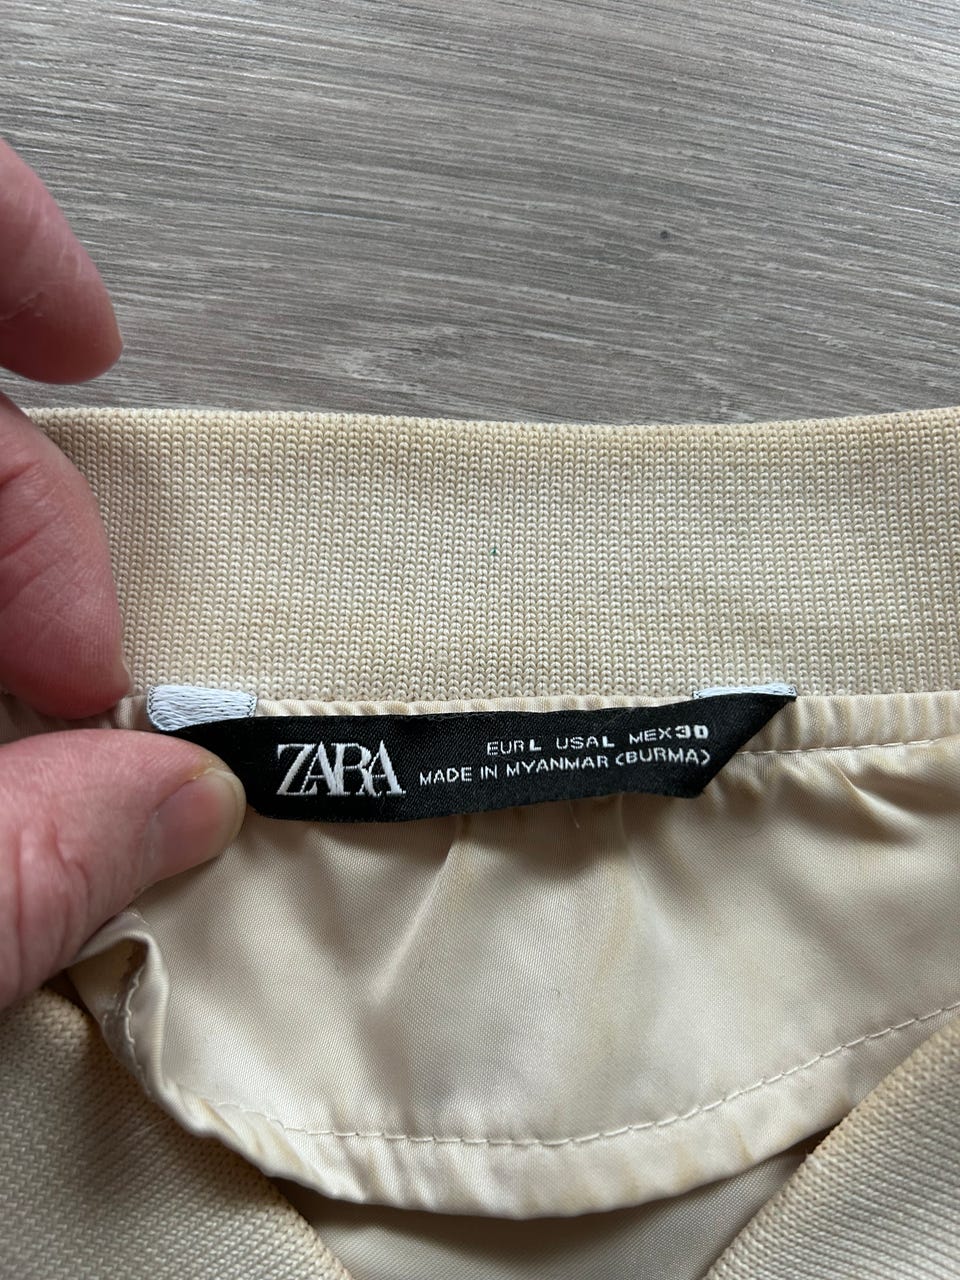 ZARA
EUR L USA L MEX 30
MADE IN MYANMAR (BURMA)